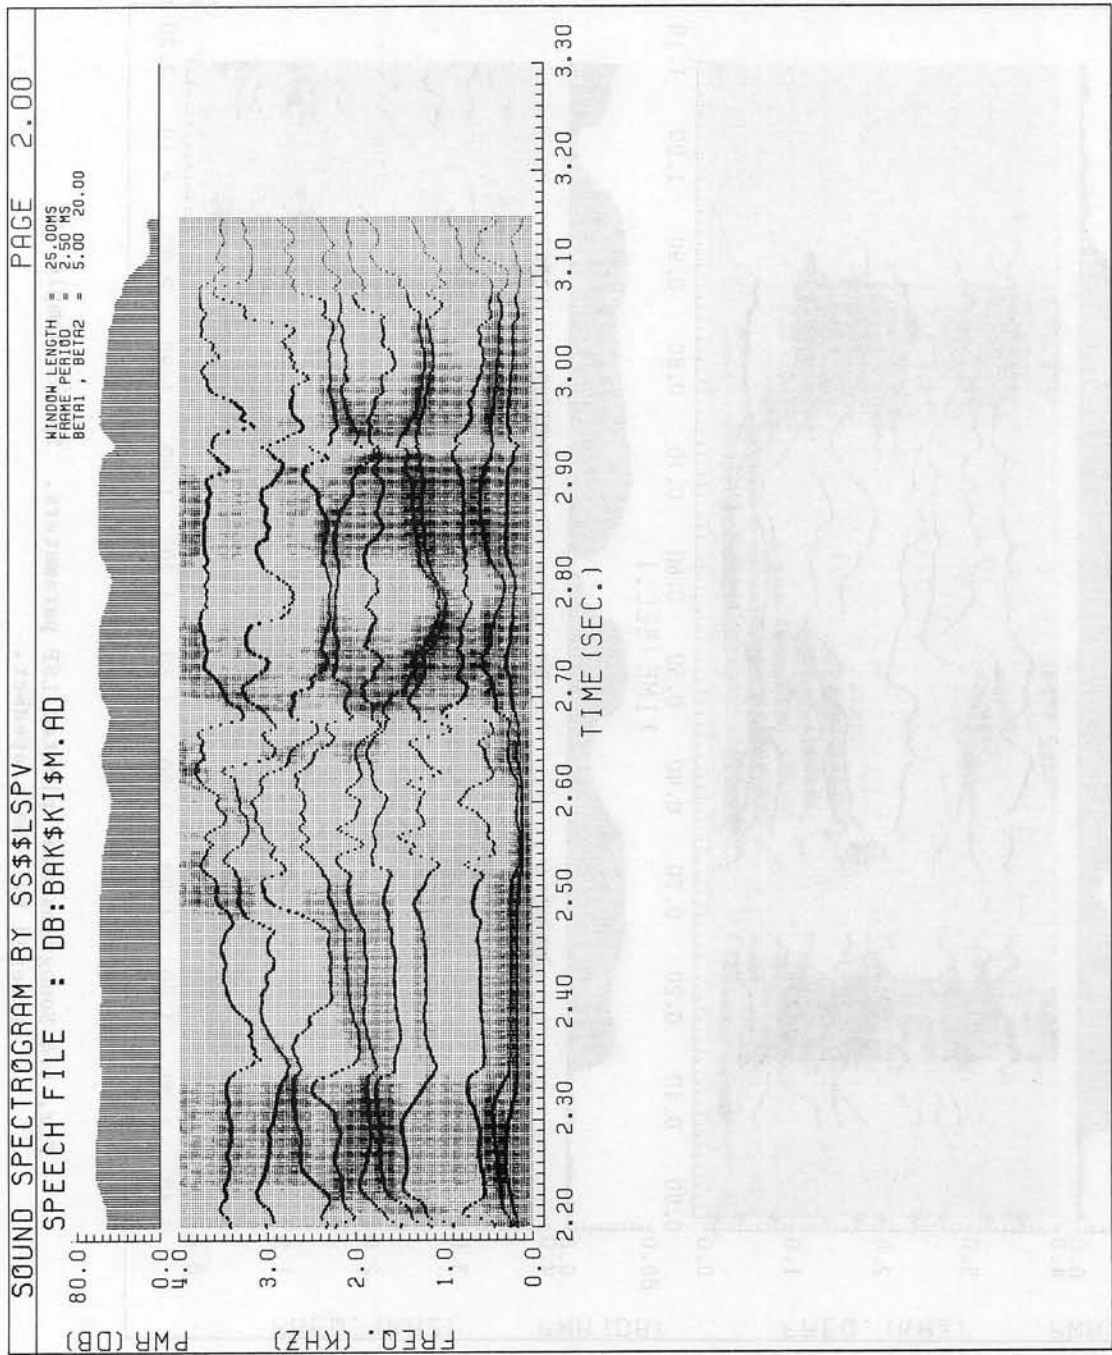 SOUND SPECTROGRAM BY SS$$LSPV PAGE 2.00
SPEECH FILE : DB:BAK$KI$M.AD
WINDOW LENGTH = 25.00MS
FRAME PERIOD = 2.50 MS
BETA1 , BETA2 = 5.00 20.00
PWR(DB)
80.0
0.0
FREQ. (KHZ)
4.0
3.0
2.0
1.0
0.
2.20 2.30 2.40 2.50 2.60 2.70 2.80 2.90 3.00 3.10 3.20 3.30
TIME(SEC.)